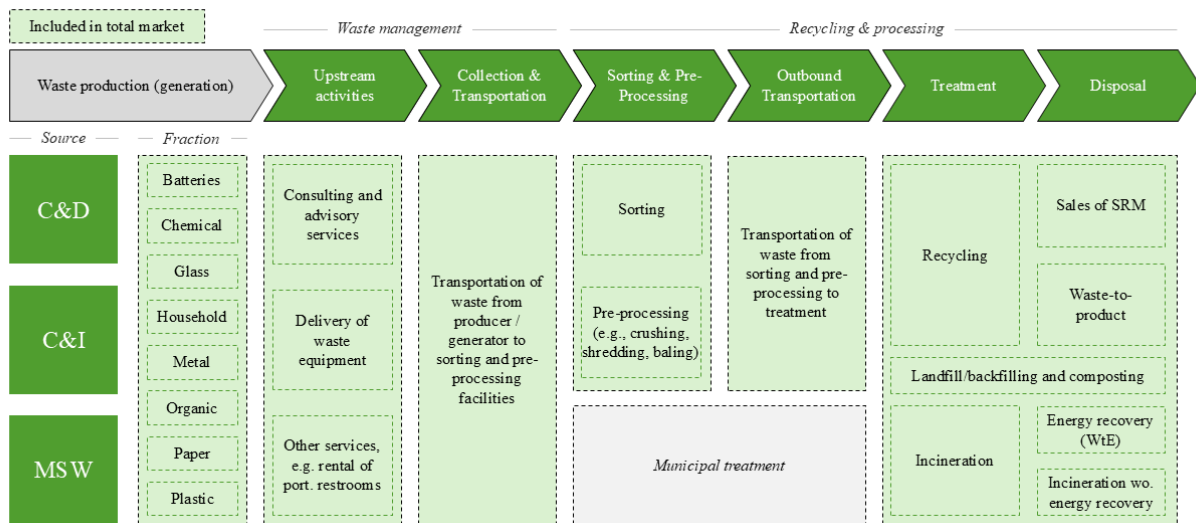 Included in total market
Waste management
Recycling & processing
Waste production (generation)
Upstream
activities
Collection &
Transportation
Sorting & Pre-
Processing
Outbound
Transportation
Treatment
Disposal
Source
Fraction
C&D
C&I
MSW
Batteries
Chemical
Glass
Household
Metal
Organic
Paper
Plastic
Consulting and
advisory
services
Delivery of
waste
equipment
Other services,
e.g. rental of
port. restrooms
Transportation of
waste from
producer /
generator to
sorting and pre-
processing
facilities
Sorting
Pre-processing
(e.g., crushing,
shredding, baling)
Transportation of
waste from
sorting and pre-
processing to
treatment
Municipal treatment
Recycling
Sales of SRM
Waste-to-
product
Landfill/backfilling and composting
Incineration
Energy recovery
(WtE)
Incineration wo.
energy recovery